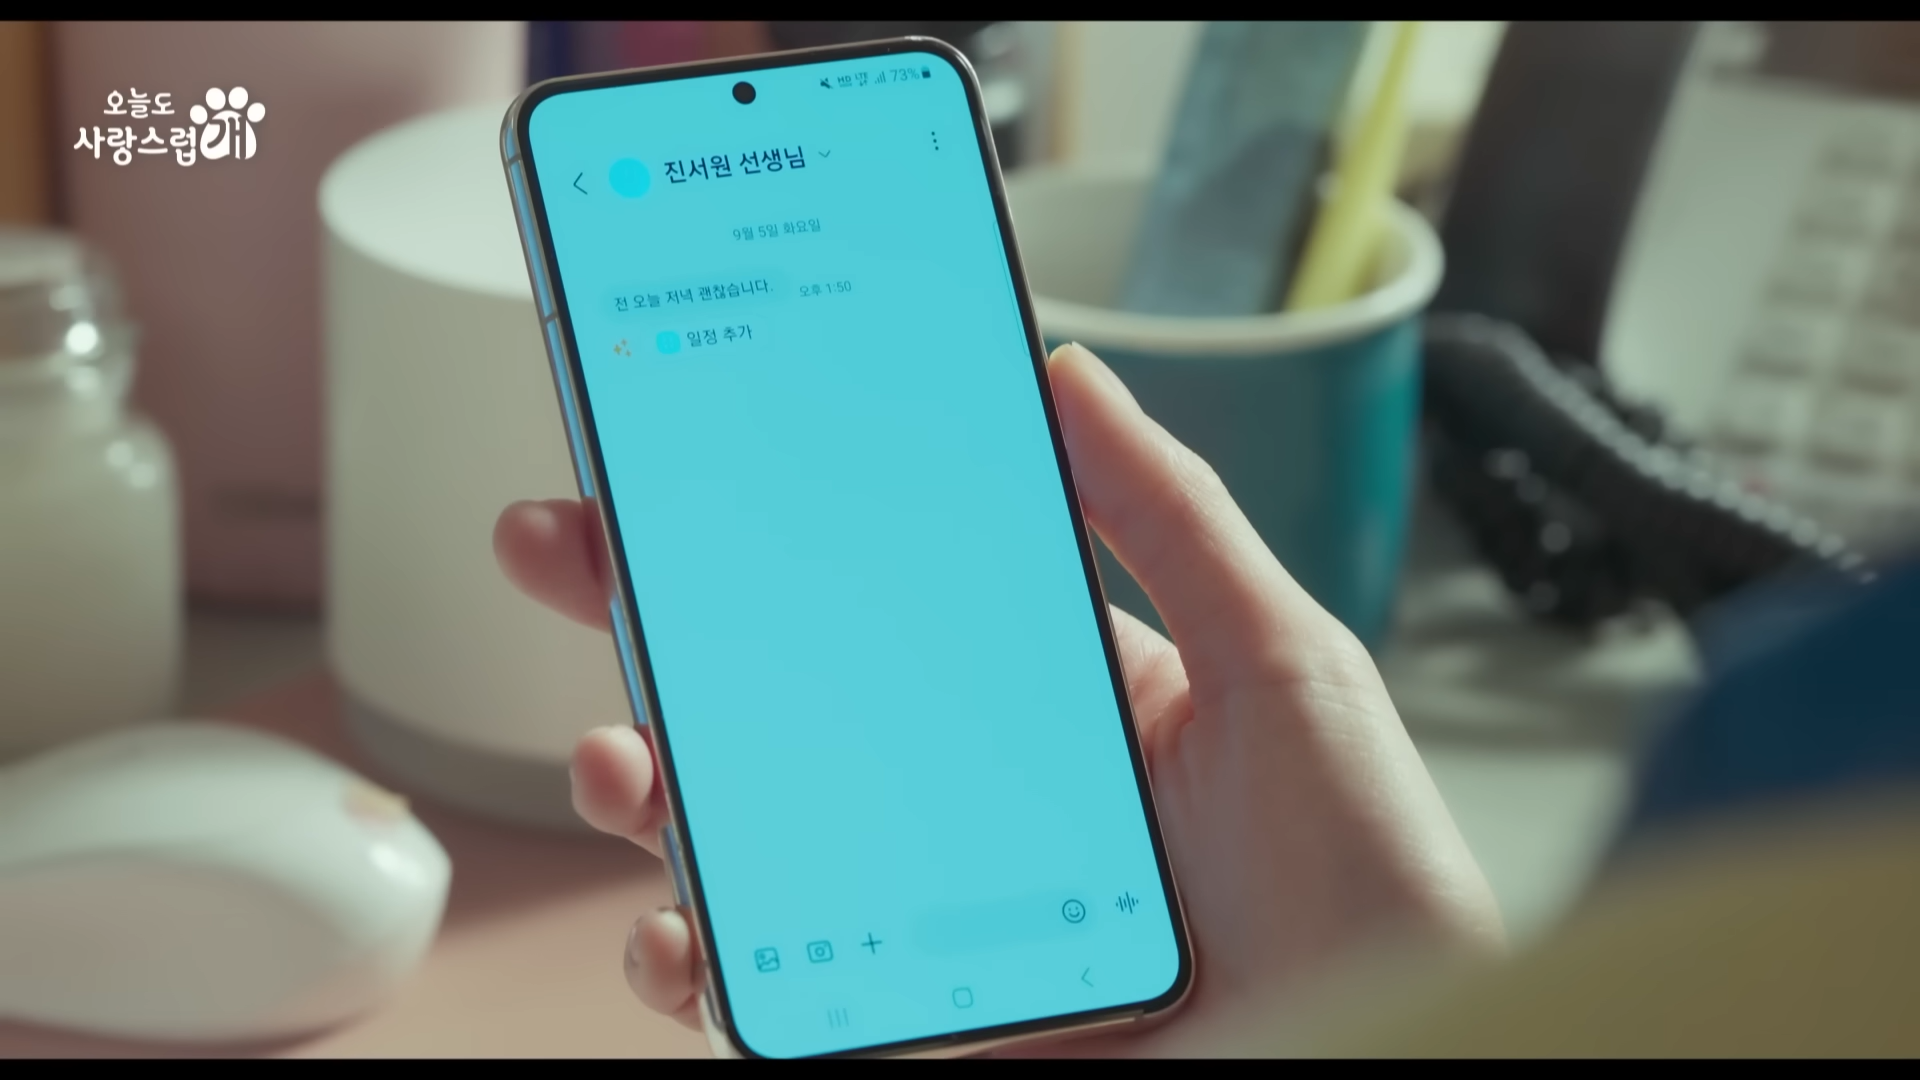 오늘도
사랑스럽개
73%
진서원 선생님
9월 5일 화요일
전 오늘 저녁 괜찮습니다. 오후 1:50
일정 추가